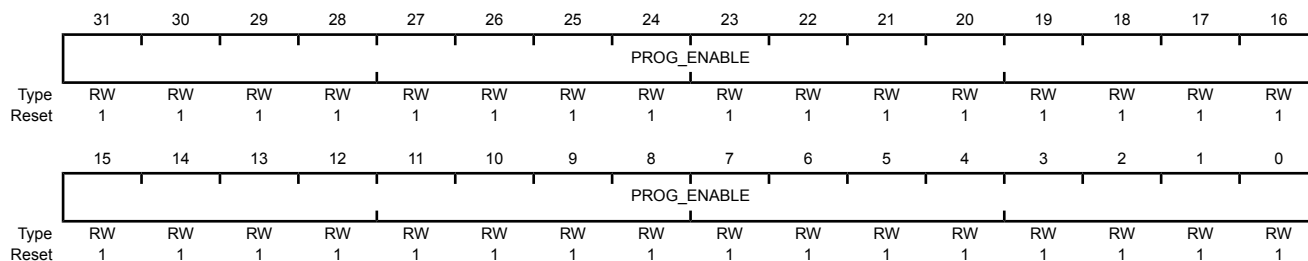 31 30 29 28 27 26 25 24 23 22 21 20 19 18 17 16
PROG_ENABLE
Type RW RW RW RW RW RW RW RW RW RW RW RW RW RW RW RW
Reset 1 1 1 1 1 1 1 1 1 1 1 1 1 1 1 1
15 14 13 12 11 10 9 8 7 6 5 4 3 2 1 0
PROG_ENABLE
Type RW RW RW RW RW RW RW RW RW RW RW RW RW RW RW RW
Reset 1 1 1 1 1 1 1 1 1 1 1 1 1 1 1 1